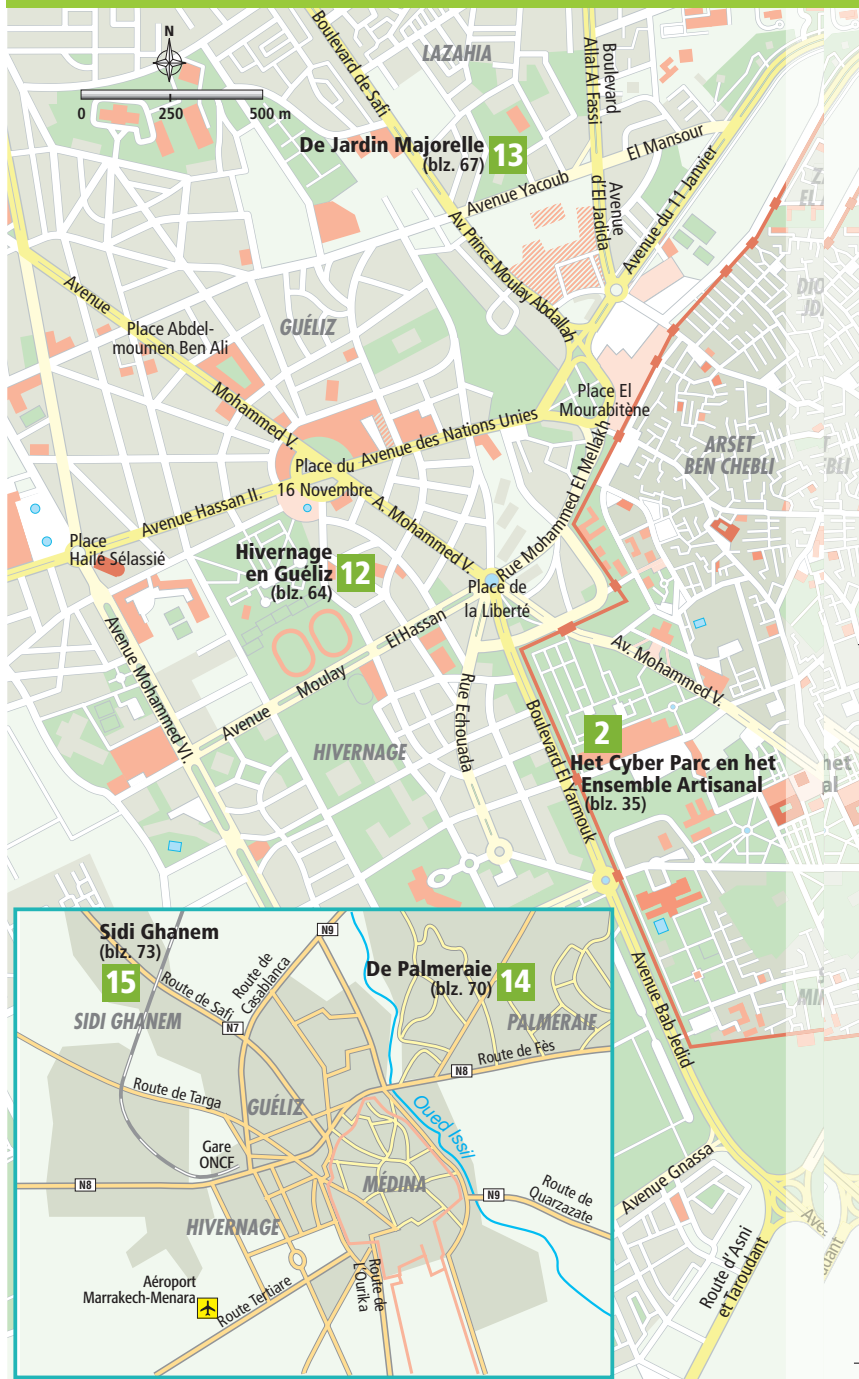 N
0 250 500 m
LAZAHIA
Boulevard de Safi
Boulevard
Allal Al Fassi
De Jardin Majorelle
(blz. 67)
13
El Mansour
Avenue Yacoub
Avenue
d'El Jadida
Avenue du 11 Janvier
Av. Prince Moulay Abdallah
Avenue
Place Abdel-
moumen Ben Ali
GUÉLIZ
Mohammed V.
Place El
Mourabitène
Avenue des Nations Unies
Place du
16 Novembre
Avenue Hassan II.
A. Mohammed V.
Rue Mohammed El Mellakh
ARSET
BEN CHEBLI
Place
Hailé Sélassié
Hivernage
en Guéliz
(blz. 64)
12
Place de
la Liberté
Avenue Mohammed VI.
Avenue Moulay El Hassan
Rue Echouada
Av. Mohammed V.
HIVERNAGE
Boulevard El Yarmouk
2
Het Cyber Parc en het
Ensemble Artisanal
(blz. 35)
het
al
Avenue Bab Jedid
Avenue Gnassa
Route d'Asni
et Taroudant
Sidi Ghanem
(blz. 73)
15
SIDI GHANEM
Route de Safi
Route de
Casablanca
N9
N7
De Palmeraie
(blz. 70)
14
PALMERAIE
Route de Fès
N8
Route de Targa
GUÉLIZ
Oued Issil
Gare
ONCF
N8
MÉDINA
N9
Route de
Quarzazate
HIVERNAGE
Aéroport
Marrakech-Menara
Route Tertiare
Route de
L'Ourika